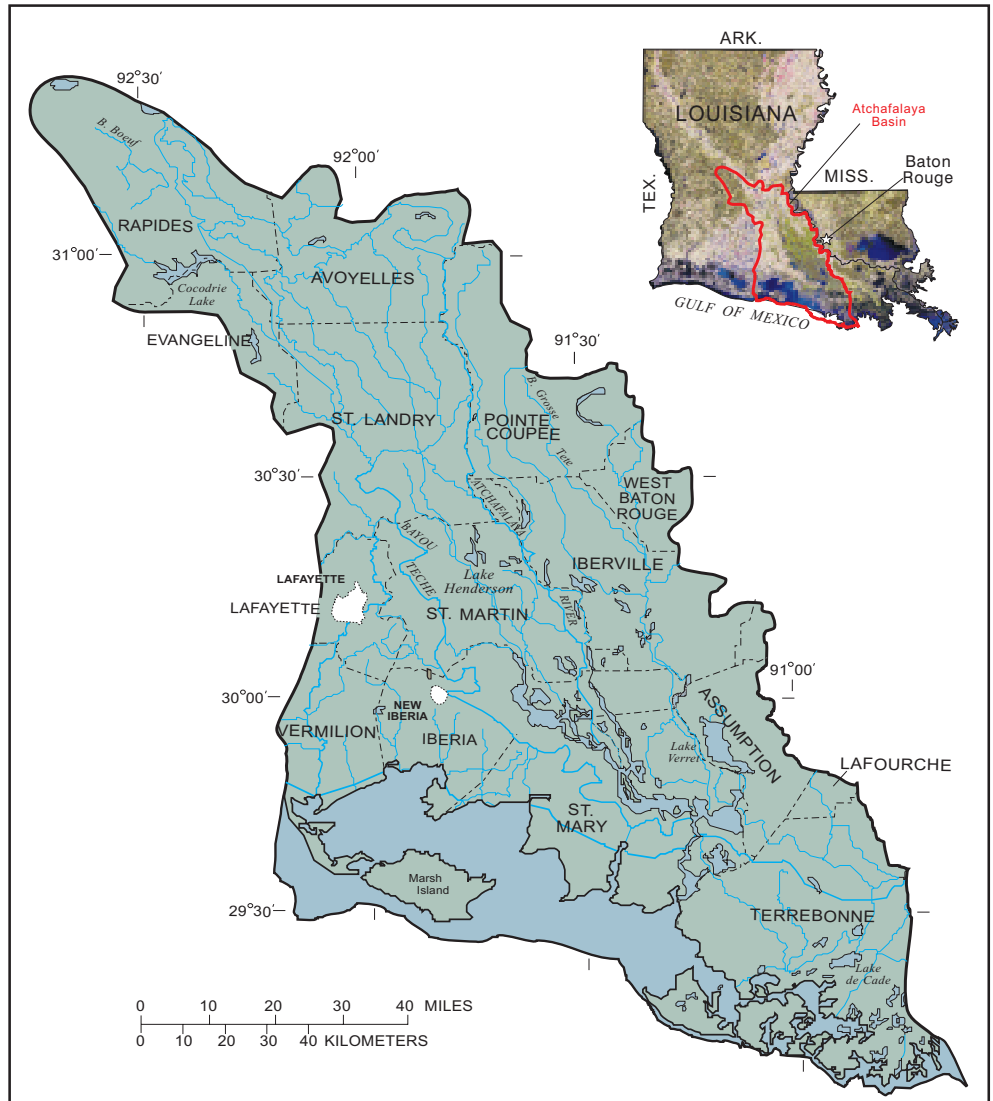 ARK.
LOUISIANA
Atchafalaya
Basin
MISS.
Baton
Rouge
TEX.
GULF OF MEXICO
92°30'
B. Boeuf
92°00'
RAPIDES
31°00'
AVOYELLES
Cocodrie
Lake
EVANGELINE
91°30'
B. Grosse
Tete
ST. LANDRY
POINTE
COUPEE
30°30'
WEST
BATON
ROUGE
ATCHAFALAYA
RIVER
BAYOU
TECHE
IBERVILLE
LAFAYETTE
Lake
Henderson
LAFAYETTE
ST. MARTIN
91°00'
30°00'
NEW
IBERIA
ASSUMPTION
VERMILION
IBERIA
Lake
Verret
LAFOURCHE
ST.
MARY
Marsh
Island
29°30'
TERREBONNE
Lake
de Cade
0 10 20 30 40 MILES
0 10 20 30 40 KILOMETERS